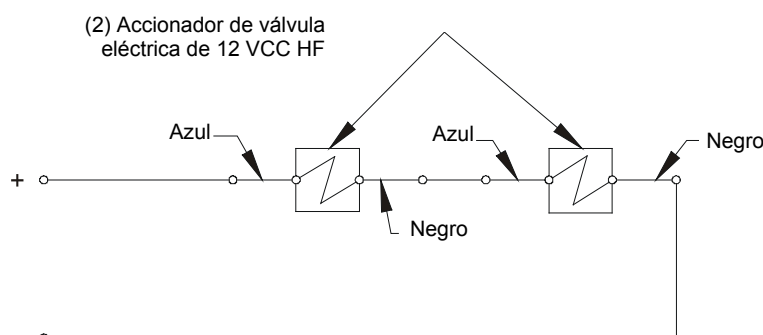 (2) Accionador de válvula
eléctrica de 12 VCC HF
Azul
Azul
Negro
+
Negro